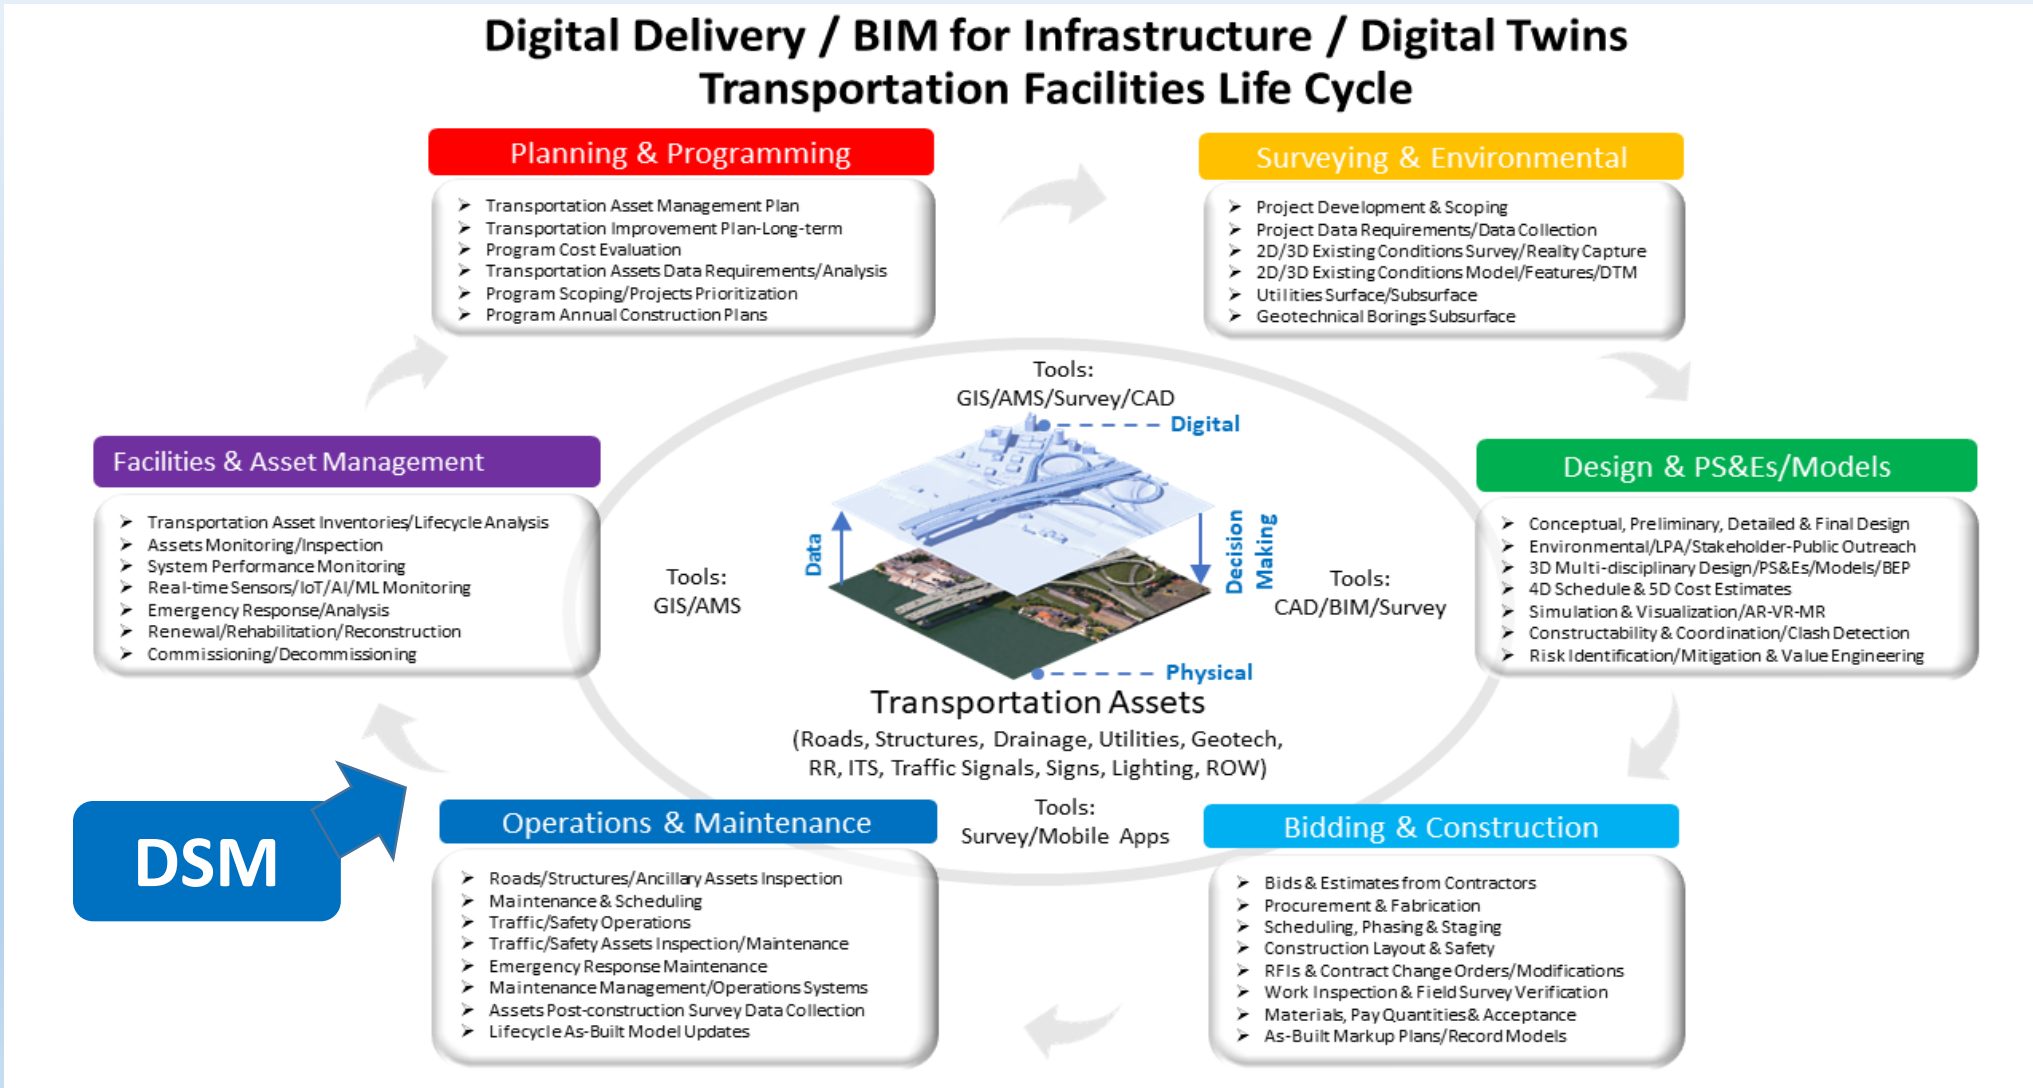 Digital Delivery / BIM for Infrastructure / Digital Twins
Transportation Facilities Life Cycle
Planning & Programming
Transportation Asset Management Plan
Transportation Improvement Plan-Long-term
Program Cost Evaluation
Transportation Assets Data Requirements/Analysis
Program Scoping/Projects Prioritization
Program Annual Construction Plans
Surveying & Environmental
Project Development & Scoping
Project Data Requirements/Data Collection
2D/3D Existing Conditions Survey/Reality Capture
2D/3D Existing Conditions Model/Features/DTM
Utilities Surface/Subsurface
Geotechnical Borings Subsurface
Facilities & Asset Management
Transportation Asset Inventories/Lifecycle Analysis
Assets Monitoring/Inspection
System Performance Monitoring
Real-time Sensors/IoT/AI/ML Monitoring
Emergency Response/Analysis
Renewal/Rehabilitation/Reconstruction
Commissioning/Decommissioning
Tools:
GIS/AMS/Survey/CAD
Digital
Data
Decision
Making
Tools:
GIS/AMS
Tools:
CAD/BIM/Survey
Physical
Transportation Assets
(Roads, Structures, Drainage, Utilities, Geotech,
RR, ITS, Traffic Signals, Signs, Lighting, ROW)
Tools:
Survey/Mobile Apps
Design & PS&Es/Models
Conceptual, Preliminary, Detailed & Final Design
Environmental/LPA/Stakeholder-Public Outreach
3D Multi-disciplinary Design/PS&Es/Models/BEP
4D Schedule & 5D Cost Estimates
Simulation & Visualization/AR-VR-MR
Constructability & Coordination/Clash Detection
Risk Identification/Mitigation & Value Engineering
DSM
Operations & Maintenance
Roads/Structures/Ancillary Assets Inspection
Maintenance & Scheduling
Traffic/Safety Operations
Traffic/Safety Assets Inspection/Maintenance
Emergency Response Maintenance
Maintenance Management/Operations Systems
Assets Post-construction Survey Data Collection
Lifecycle As-Built Model Updates
Bidding & Construction
Bids & Estimates from Contractors
Procurement & Fabrication
Scheduling, Phasing & Staging
Construction Layout & Safety
RFIs & Contract Change Orders/Modifications
Work Inspection & Field Survey Verification
Materials, Pay Quantities & Acceptance
As-Built Markup Plans/Record Models